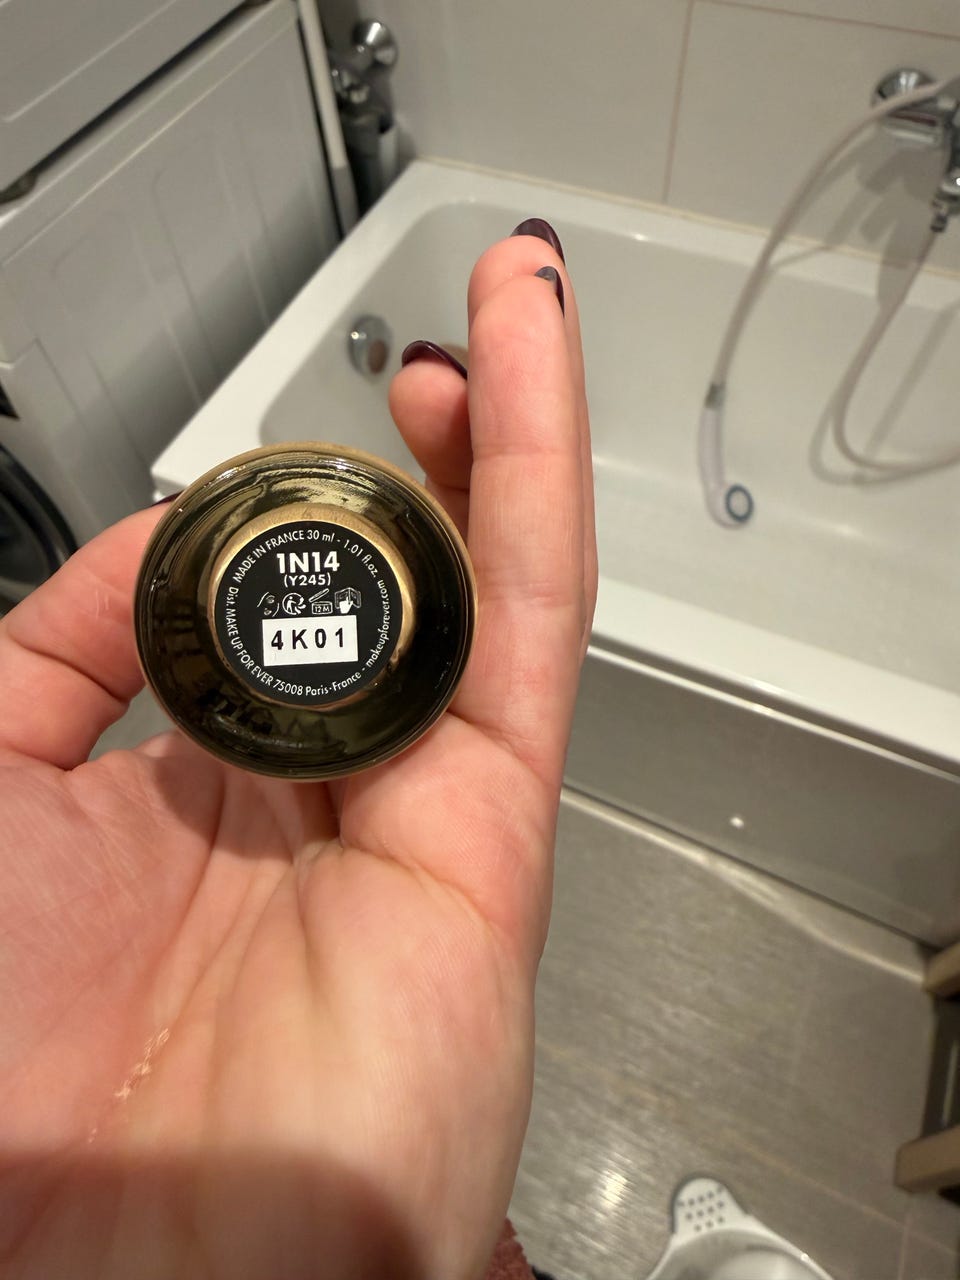 MADE IN FRANCE 30 ml - 1.01 fl.oz.
1N14
(Y245)
12 M
4K01
Dist. MAKE UP FOR EVER 75008 Paris-France - makeupforever.com